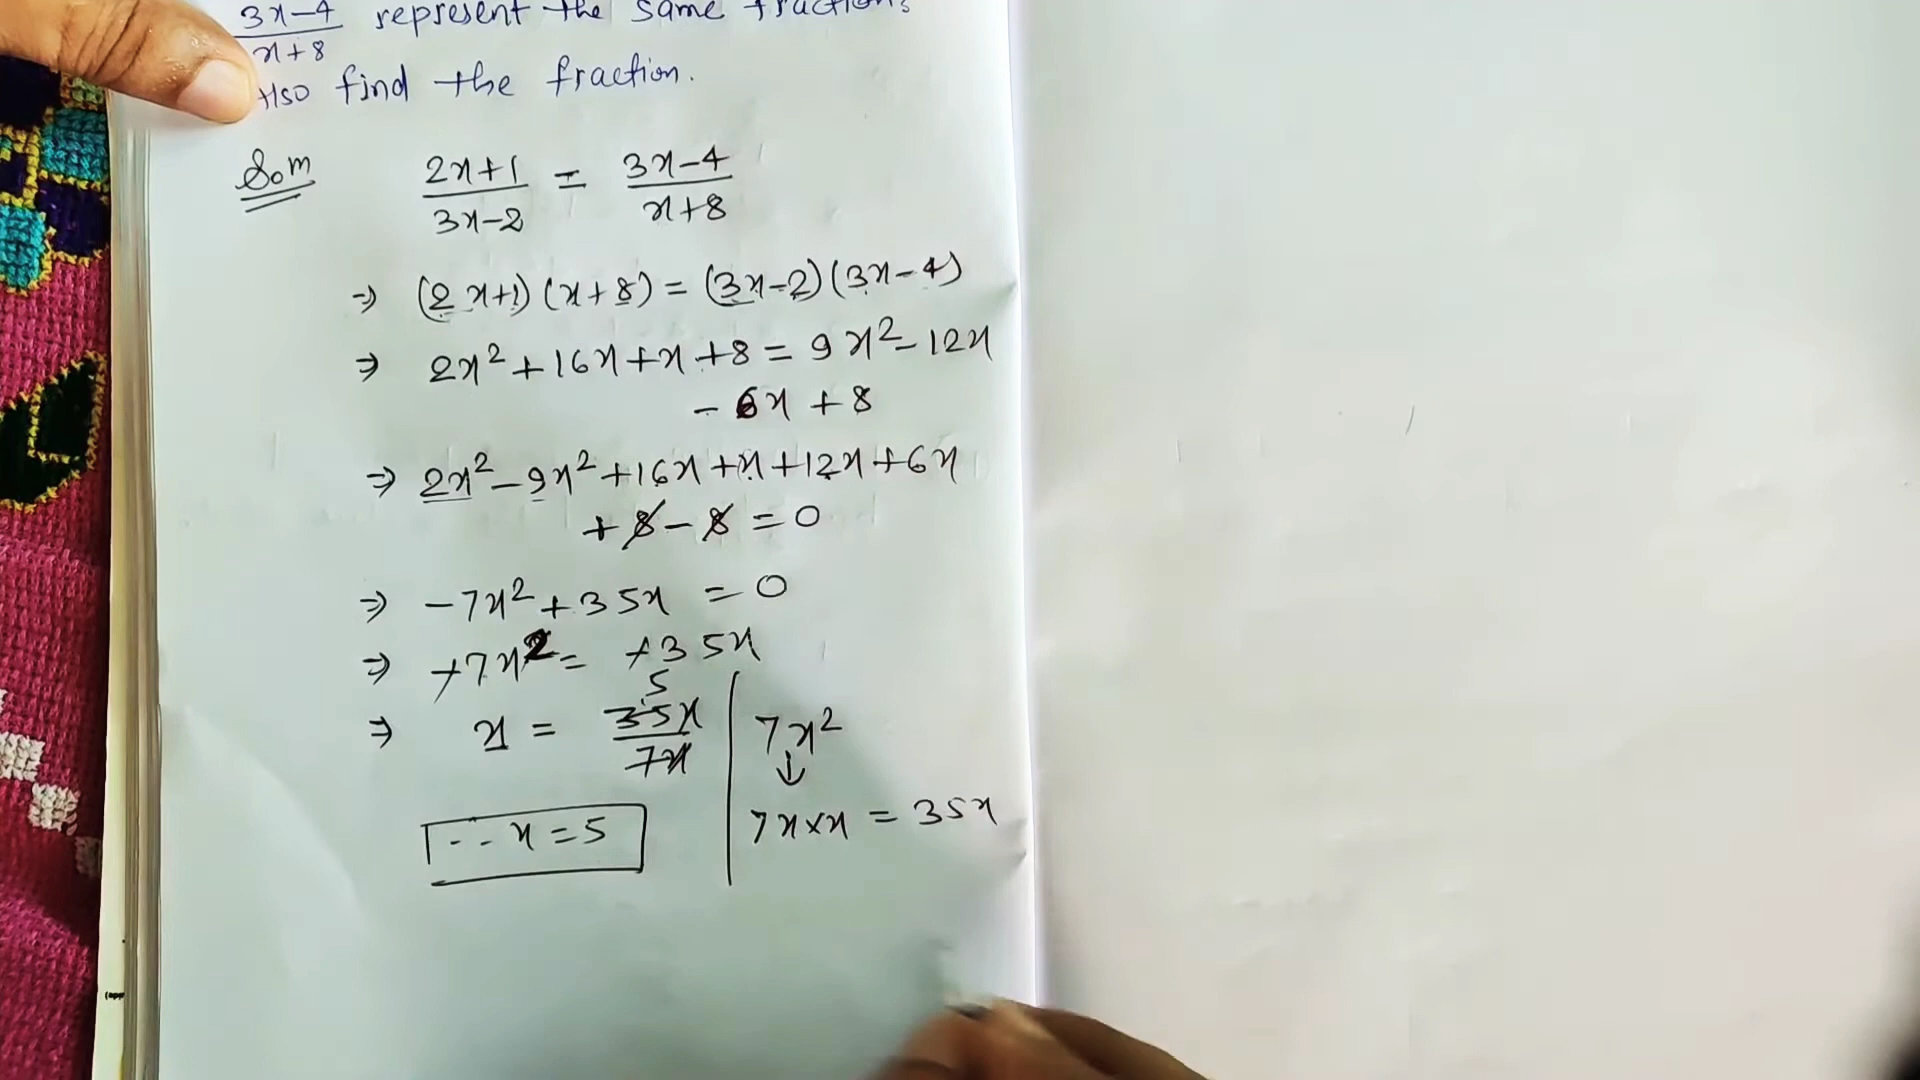 3x-4/x+8 represent the same fractions
Also find the fraction.
Soln
2x+1/3x-2 = 3x-4/x+8
⇒ (2x+1)(x+8) = (3x-2)(3x-4)
⇒ 2x²+16x+x+8 = 9x²-12x
-6x+8
⇒ 2x²-9x²+16x+x+12x+6x
+8-8=0
⇒ -7x²+35x = 0
⇒ +7x² = +35x
⇒ x = 35x/7x
5
∴ x = 5
7x²
↓
7x×x = 35x